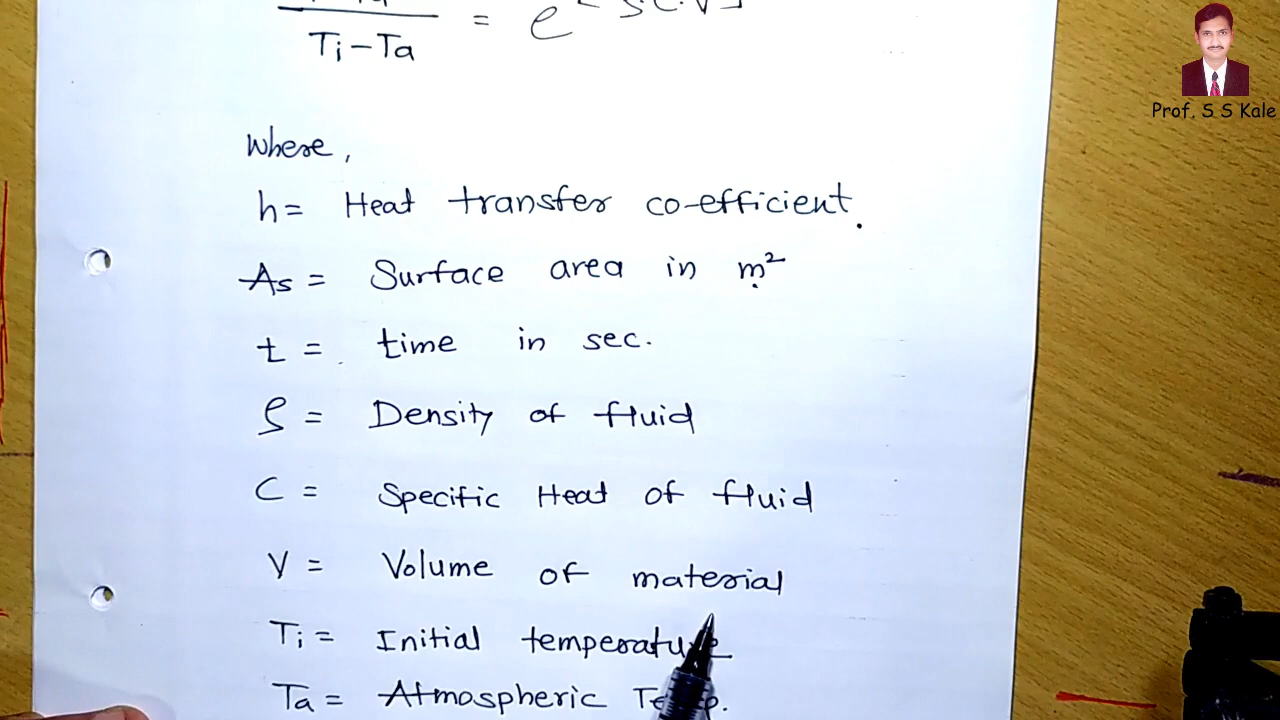 Ti-Ta = e
Prof. S S Kale
Where,
h = Heat transfer co-efficient.
As = Surface area in m²
t = time in sec.
ρ = Density of fluid
C = Specific Heat of fluid
V = Volume of material
Ti = Initial temperature
Ta = Atmospheric Temp.